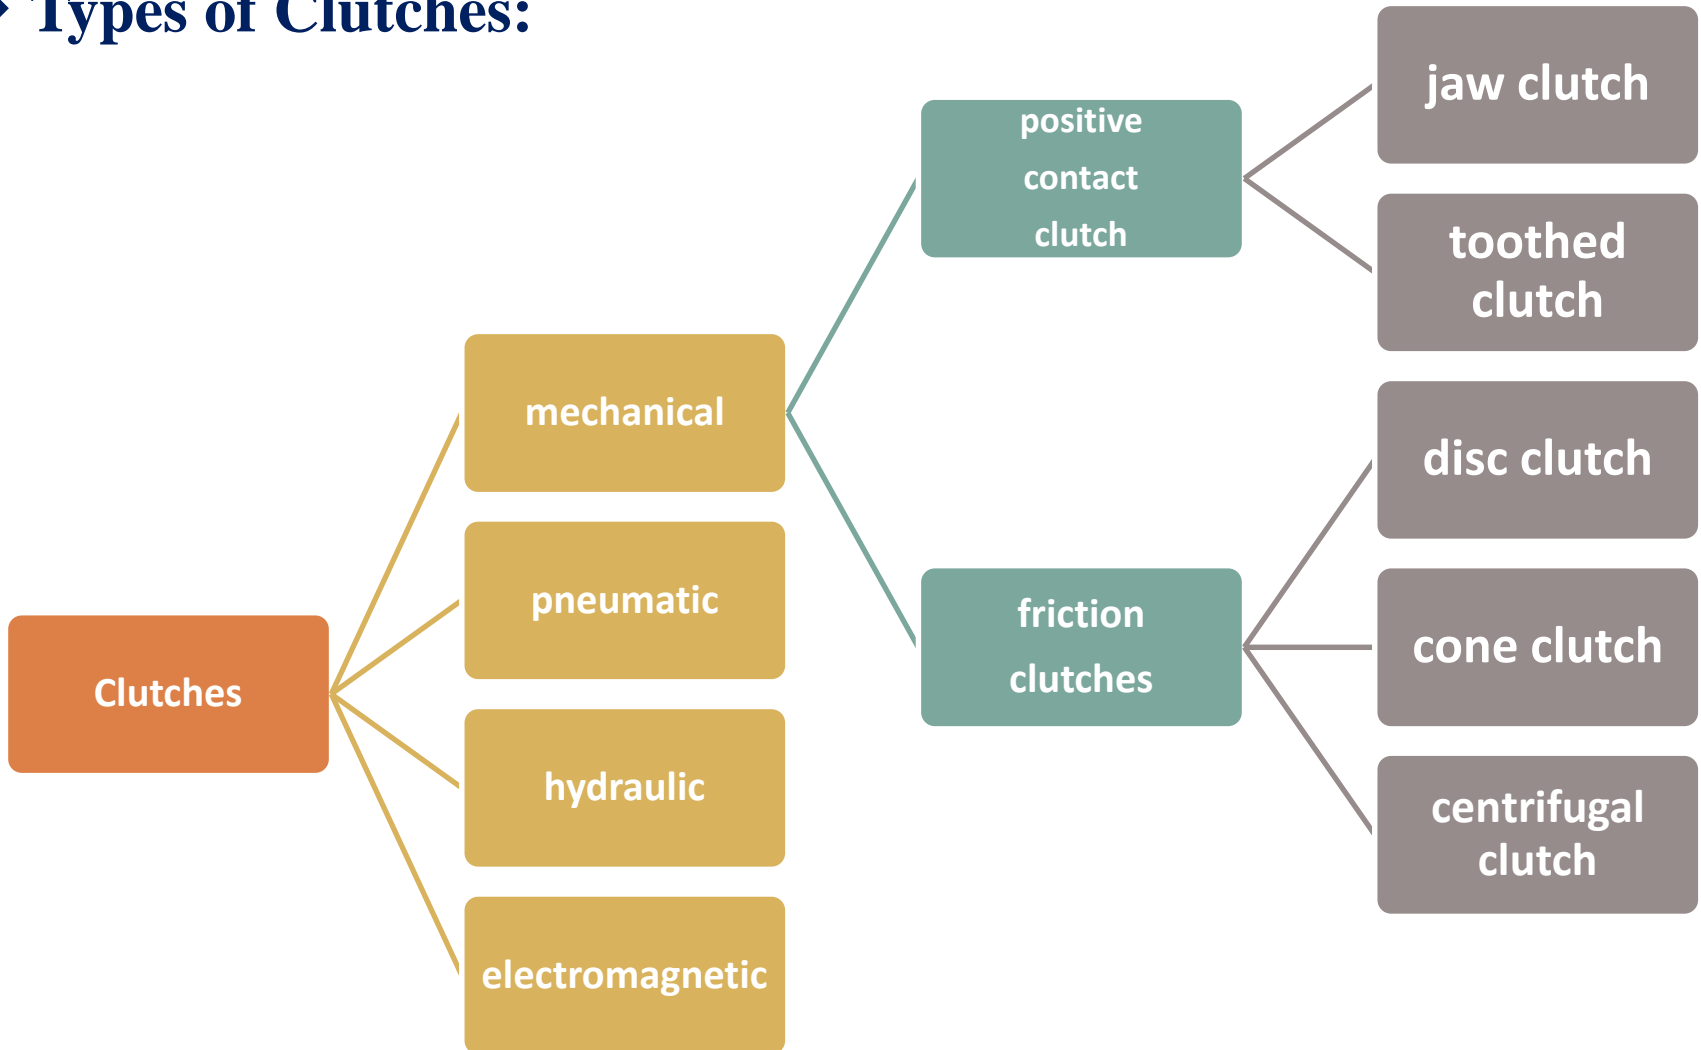 Types of Clutches:
Clutches
mechanical
pneumatic
hydraulic
electromagnetic
positive
contact
clutch
friction
clutches
jaw clutch
toothed
clutch
disc clutch
cone clutch
centrifugal
clutch